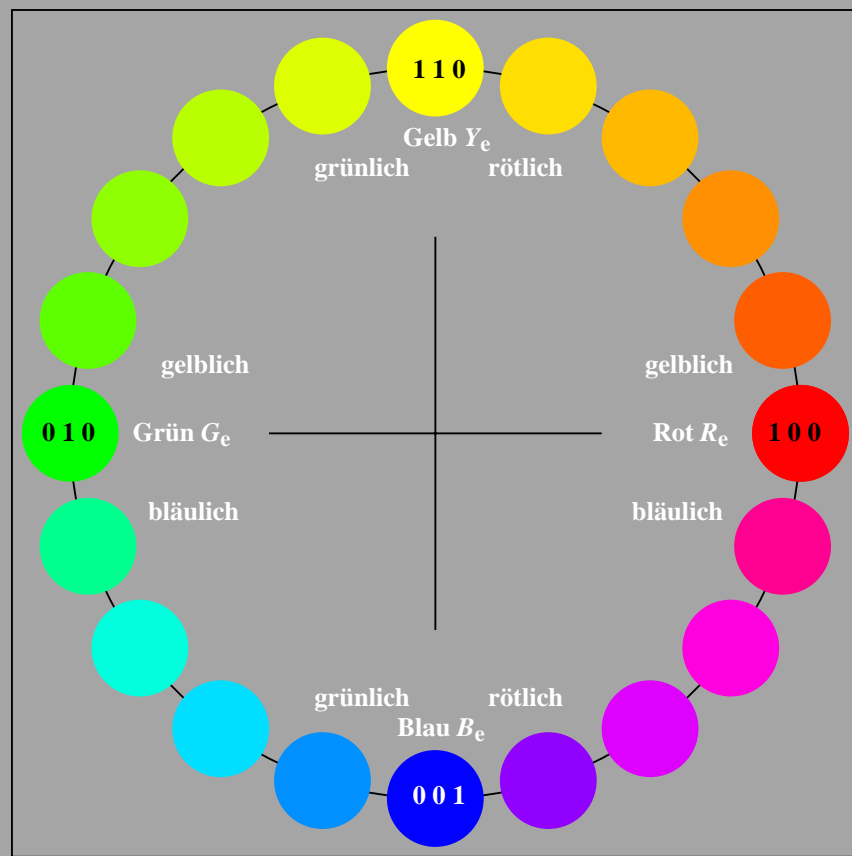 1 1 0
Gelb Yₑ
grünlich rötlich
gelblich gelblich
0 1 0 Grün Gₑ Rot Rₑ 1 0 0
bläulich bläulich
grünlich rötlich
Blau Bₑ
0 0 1